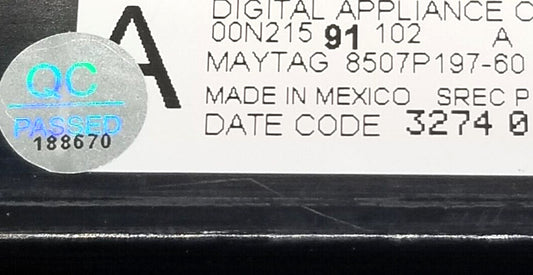 DIGITAL APPLIANCE C
A
00N215 91 102 A
MAYTAG 8507P197-60
MADE IN MEXICO SREC P
DATE CODE 3274 0
QC
PASSED
188670